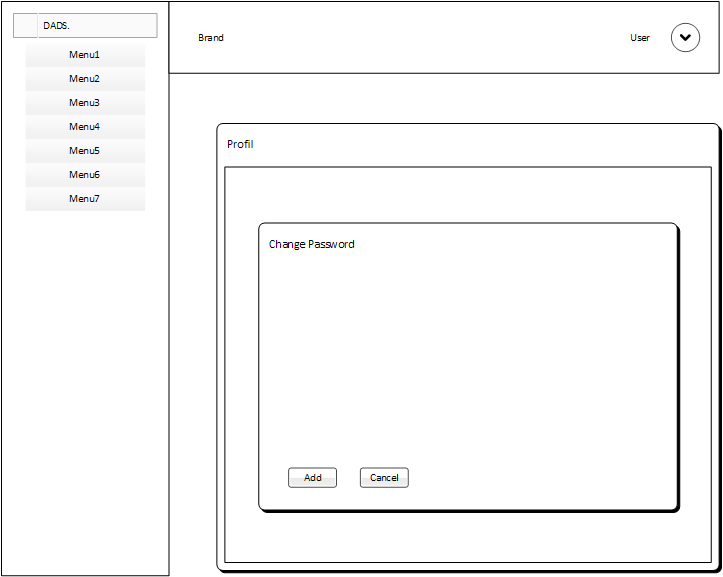 DADS.
Menu1
Menu2
Menu3
Menu4
Menu5
Menu6
Menu7
Brand
User
Profil
Change Password
Add
Cancel